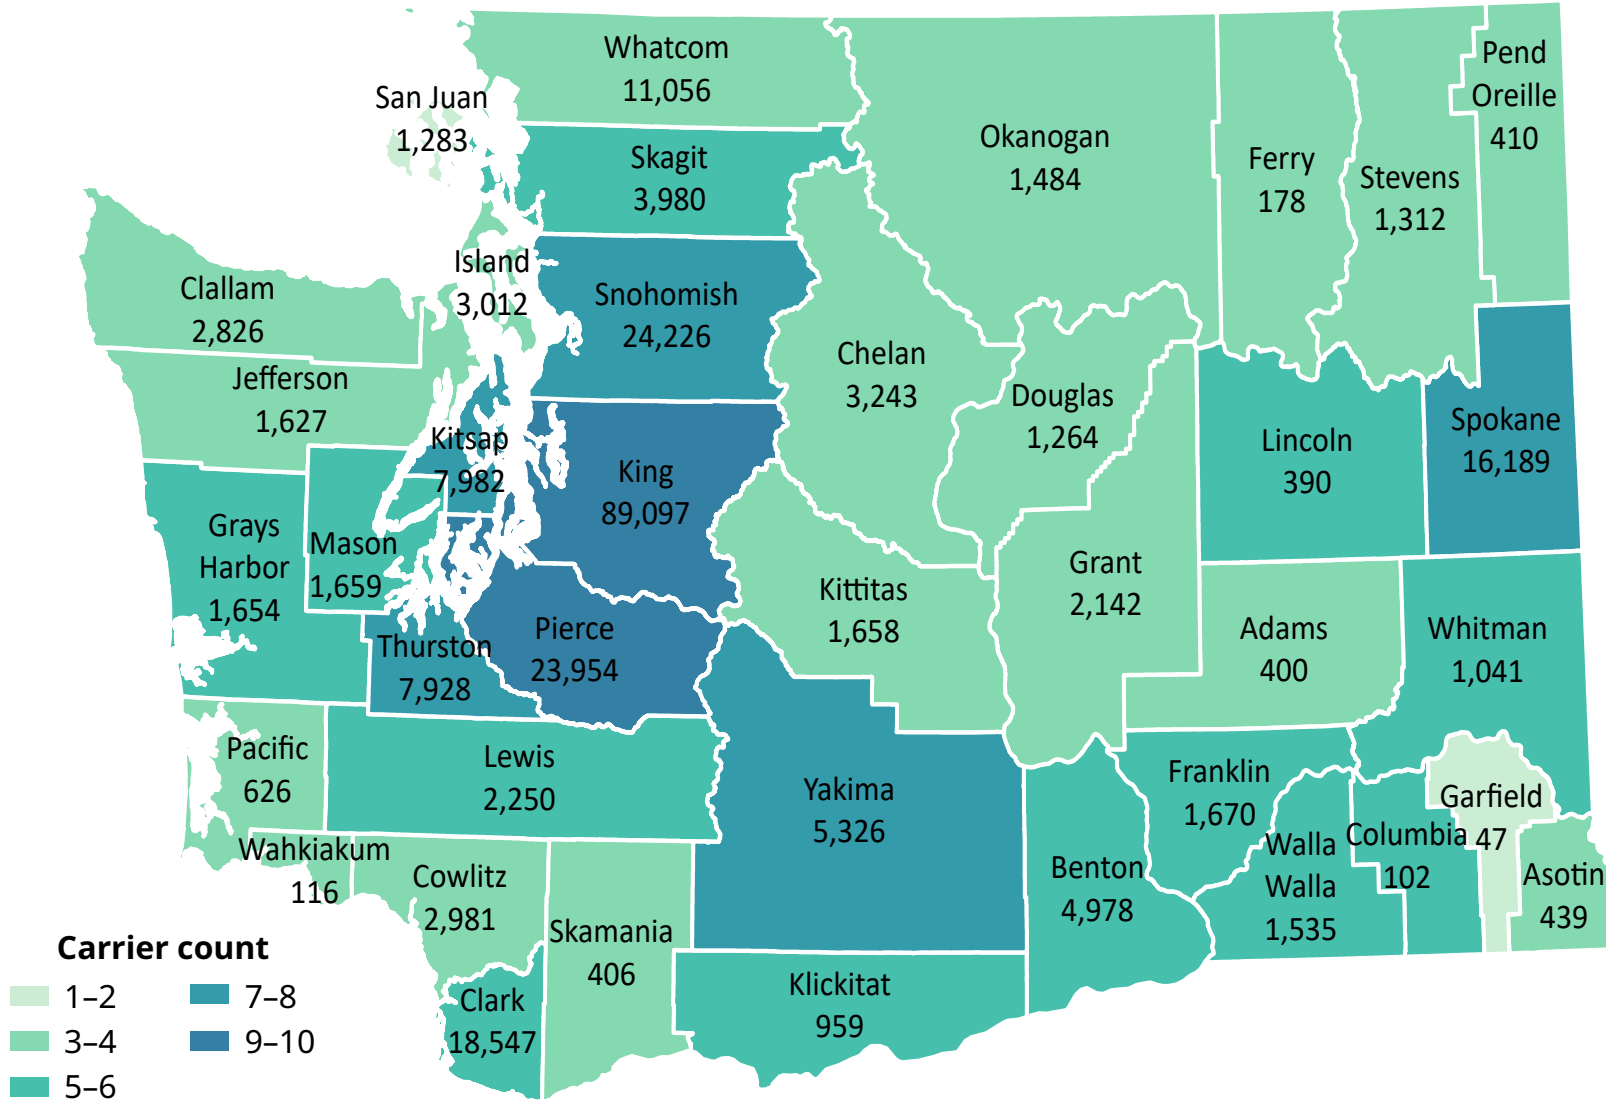 Whatcom
11,056
San Juan
1,283
Skagit
3,980
Okanogan
1,484
Ferry
178
Stevens
1,312
Pend
Oreille
410
Island
3,012
Clallam
2,826
Snohomish
24,226
Jefferson
1,627
Chelan
3,243
Douglas
1,264
Kitsap
7,982
King
89,097
Lincoln
390
Spokane
16,189
Grays
Harbor
1,654
Mason
1,659
Kittitas
1,658
Grant
2,142
Adams
400
Whitman
1,041
Thurston
7,928
Pierce
23,954
Pacific
626
Lewis
2,250
Yakima
5,326
Franklin
1,670
Garfield
47
Walla
Walla
1,535
Columbia
102
Asotin
439
Wahkiakum
116
Cowlitz
2,981
Benton
4,978
Skamania
406
Clark
18,547
Klickitat
959
Carrier count
1–2
3–4
5–6
7–8
9–10